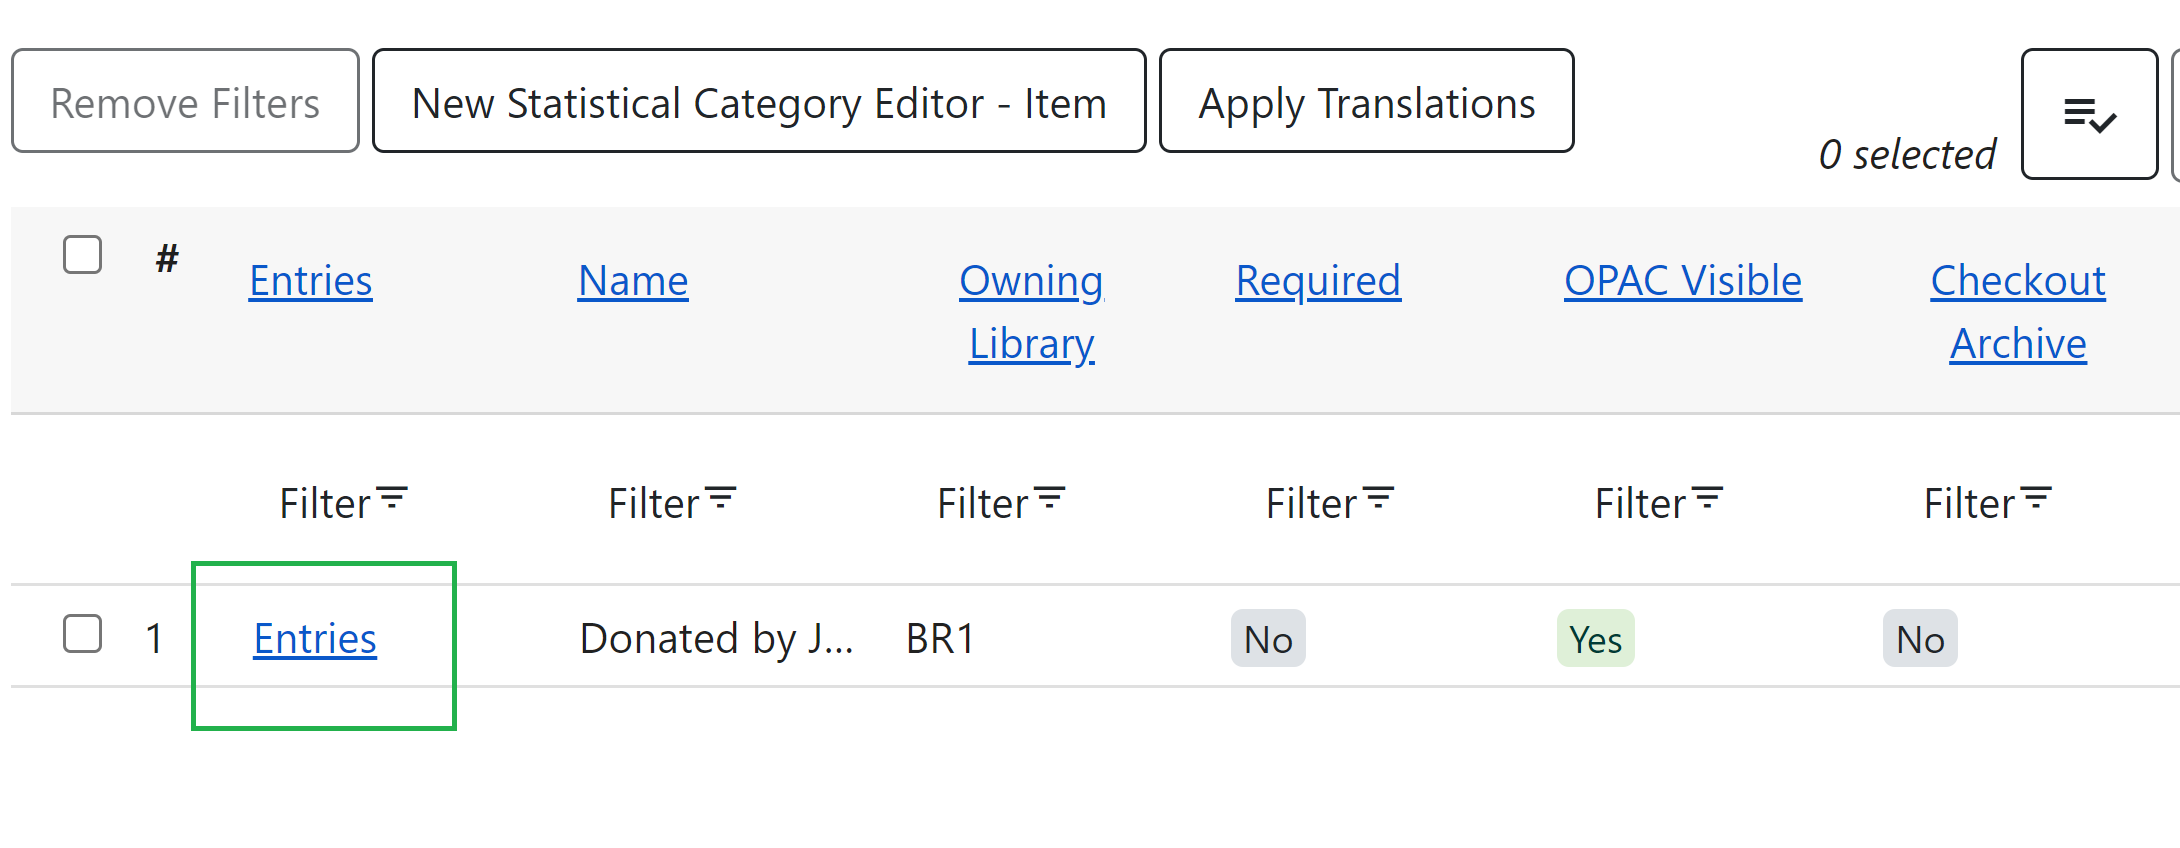 Remove Filters New Statistical Category Editor - Item Apply Translations
0 selected
# Entries Name Owning Library Required OPAC Visible Checkout Archive
Filter Filter Filter Filter Filter Filter
1 Entries Donated by J... BR1 No Yes No